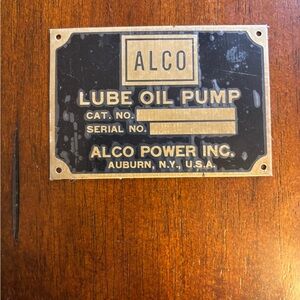 ALCO
LUBE OIL PUMP
CAT. NO.
SERIAL NO.
ALCO POWER INC.
AUBURN, N.Y., U.S.A.